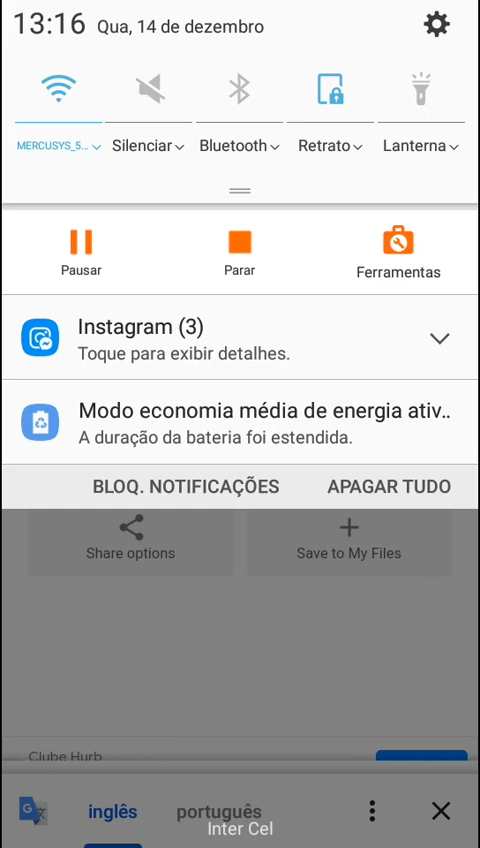 13:16 Qua, 14 de dezembro
MERCUSYS_5... Silenciar Bluetooth Retrato Lanterna
Pausar Parar Ferramentas
Instagram (3)
Toque para exibir detalhes.
Modo economia média de energia ativ..
A duração da bateria foi estendida.
BLOQ. NOTIFICAÇÕES APAGAR TUDO
Share options Save to My Files
Clube Hurb
inglês português
Inter Cel